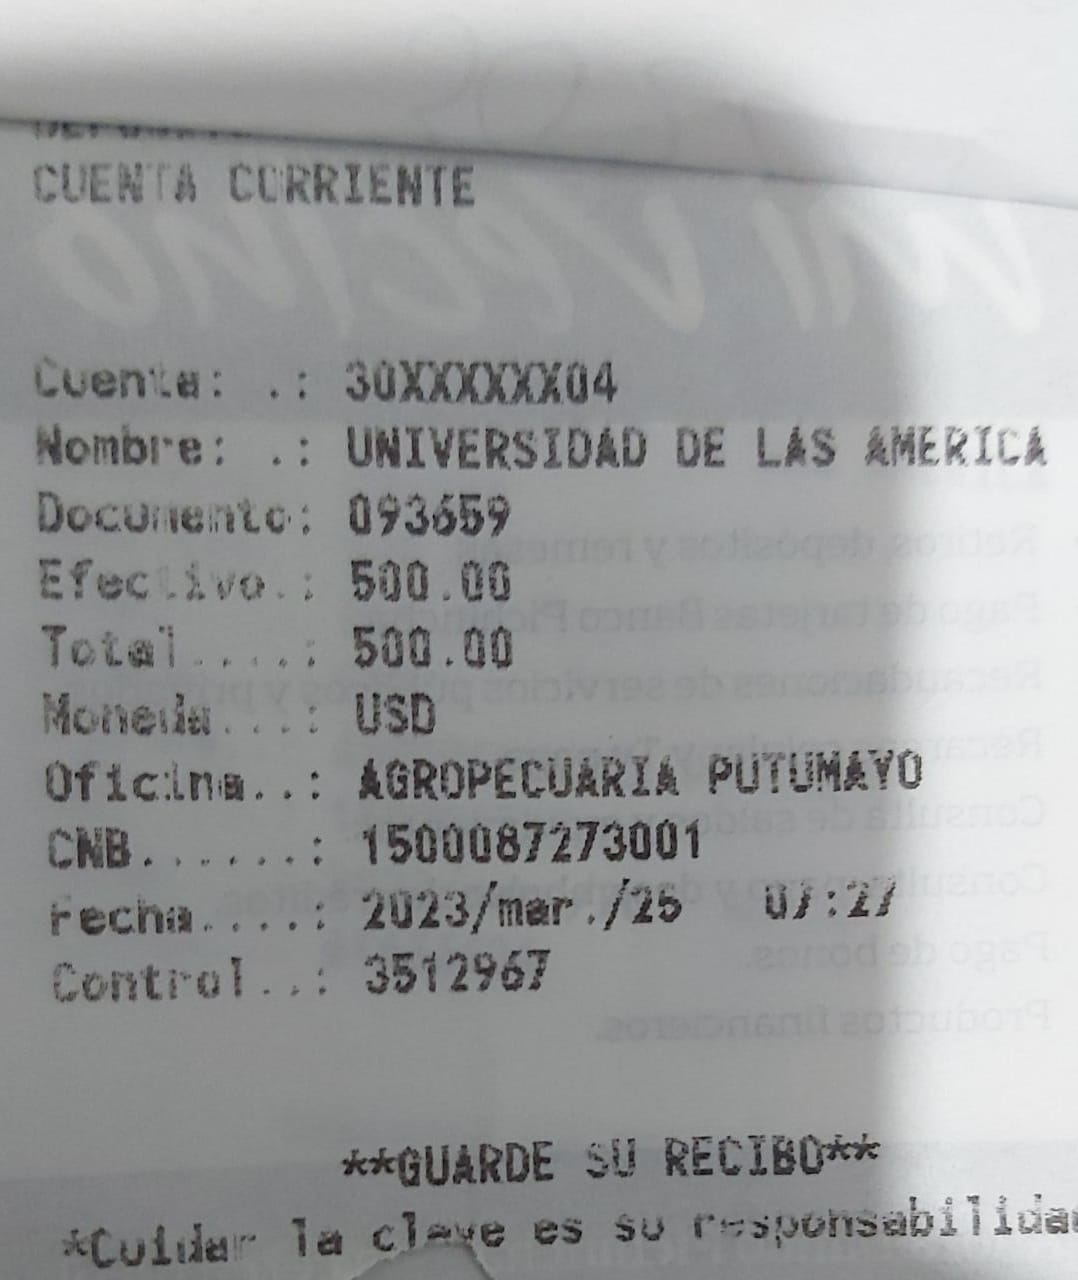 CUENTA CORRIENTE
Cuenta: .: 30XXXXXX04
Nombre: .: UNIVERSIDAD DE LAS AMERICA
Documento: 093659
Efectivo.: 500.00
Total....: 500.00
Moneda...: USD
Oficina..: AGROPECUARIA PUTUMAYO
CNB......: 1500087273001
Fecha....: 2023/mar./25 07:27
Control..: 3512967
**GUARDE SU RECIBO**
*Cuidar la clave es su responsabilida